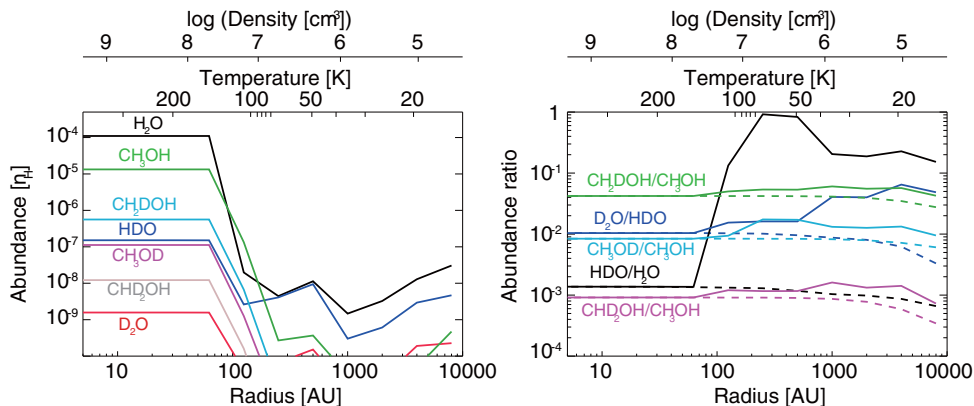 log (Density [cm³])
9 8 7 6 5
Temperature [K]
200 100 50 20
Abundance [nH]
10⁻⁴
10⁻⁵
10⁻⁶
10⁻⁷
10⁻⁸
10⁻⁹
H₂O
CH₃OH
CH₂DOH
HDO
CH₃OD
CHD₂OH
D₂O
10 100 1000 10000
Radius [AU]
log (Density [cm³])
9 8 7 6 5
Temperature [K]
200 100 50 20
Abundance ratio
1
10⁻¹
10⁻²
10⁻³
10⁻⁴
CH₂DOH/CH₃OH
D₂O/HDO
CH₃OD/CH₃OH
HDO/H₂O
CHD₂OH/CH₃OH
10 100 1000 10000
Radius [AU]